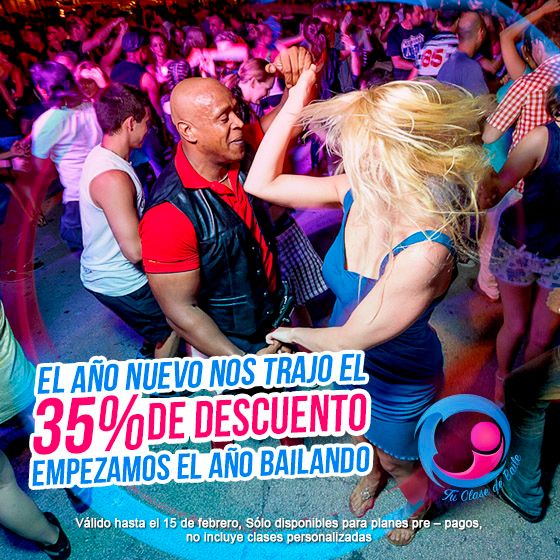 85
EL AÑO NUEVO NOS TRAJO EL
35% DE DESCUENTO
EMPEZAMOS EL AÑO BAILANDO
Tu Clase de Baile
Válido hasta el 15 de febrero, Sólo disponibles para planes pre – pagos,
no incluye clases personalizadas